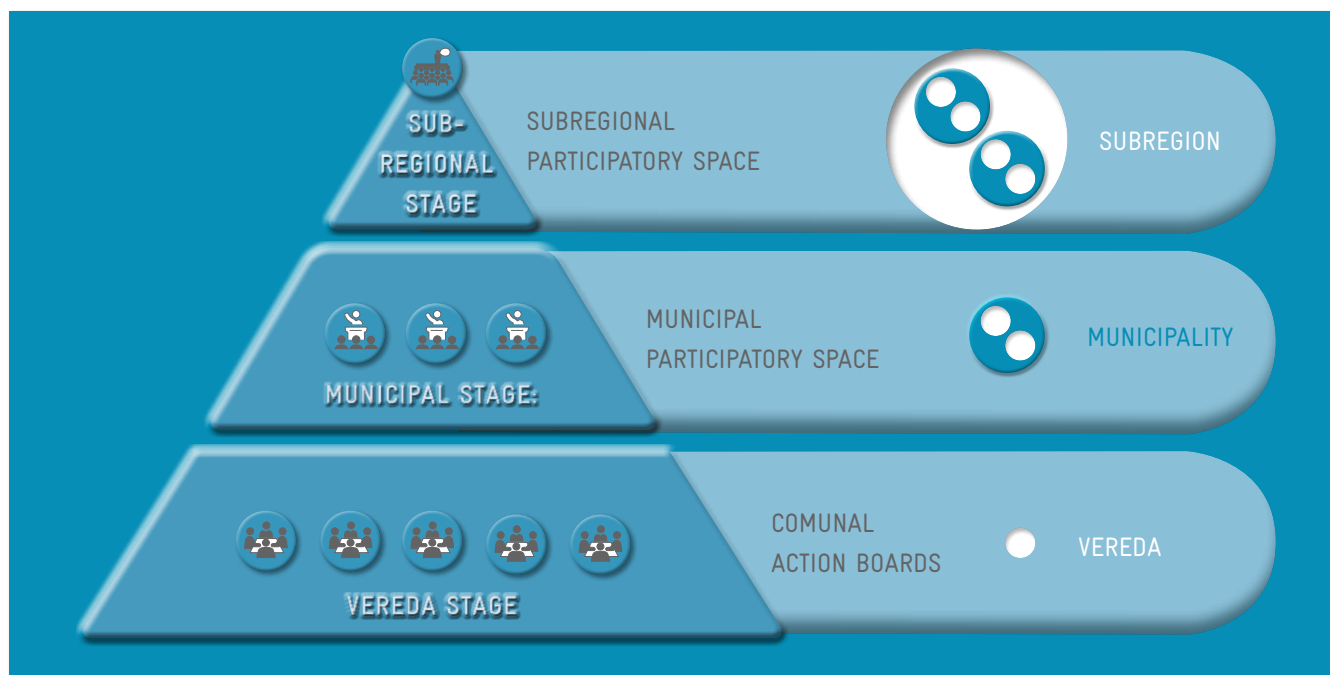 SUB-
REGIONAL
STAGE
SUBREGIONAL
PARTICIPATORY SPACE
SUBREGION
MUNICIPAL STAGE:
MUNICIPAL
PARTICIPATORY SPACE
MUNICIPALITY
VEREDA STAGE
COMUNAL
ACTION BOARDS
VEREDA